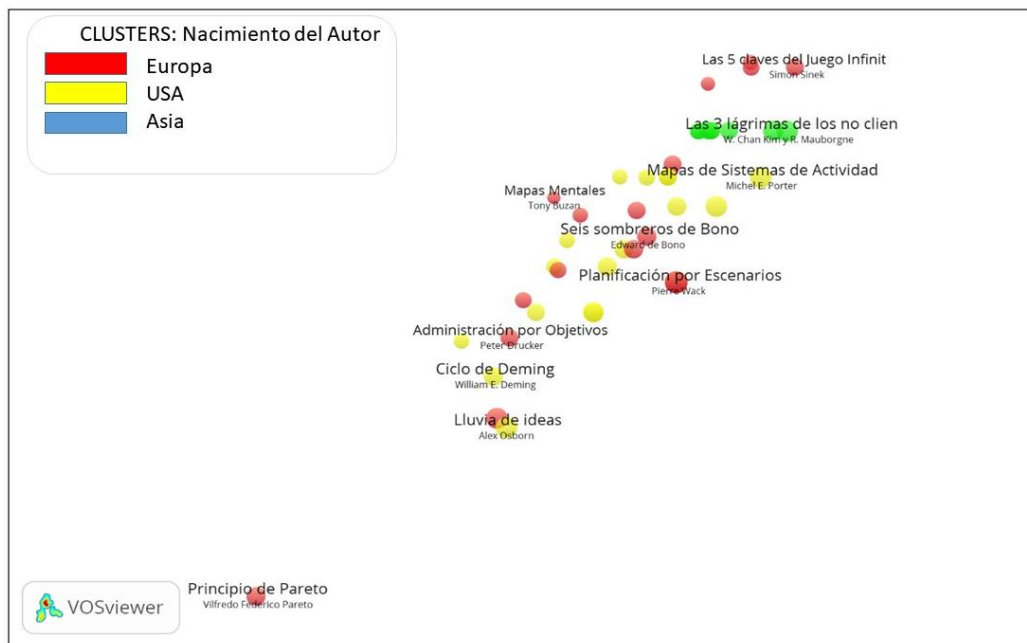 CLUSTERS: Nacimiento del Autor
Europa
USA
Asia
Las 5 claves del Juego Infinit
Simon Sinek
Las 3 lágrimas de los no clien
W. Chan Kim y R. Mauborgne
Mapas de Sistemas de Actividad
Michel E. Porter
Mapas Mentales
Tony Buzan
Seis sombreros de Bono
Edward de Bono
Planificación por Escenarios
Pierre Wack
Administración por Objetivos
Peter Drucker
Ciclo de Deming
William E. Deming
Lluvia de ideas
Alex Osborn
Principio de Pareto
Vilfredo Federico Pareto
VOSviewer